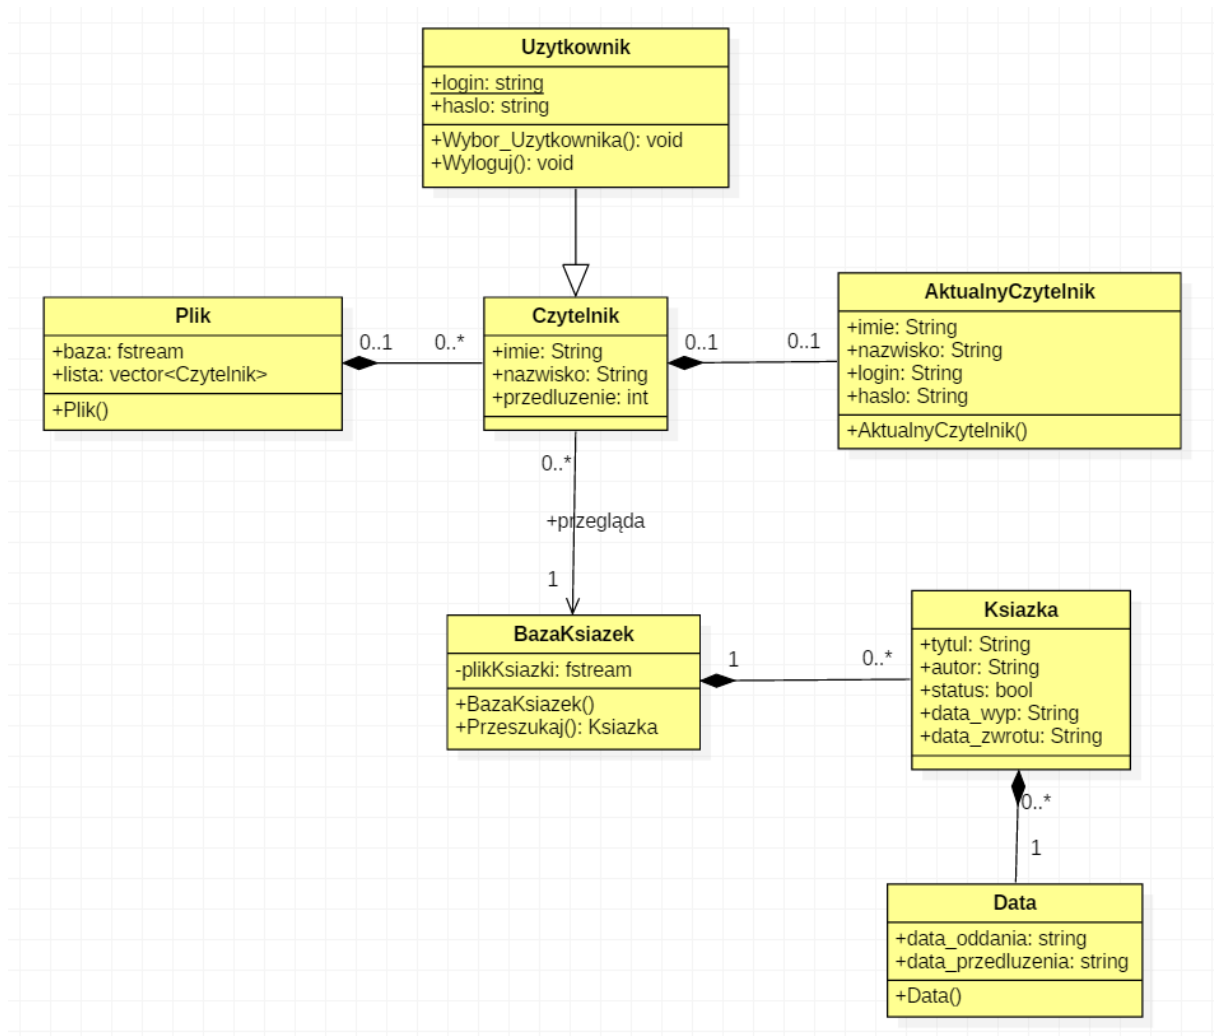 Uzytkownik
+login: string
+haslo: string
+Wybor_Uzytkownika(): void
+Wyloguj(): void
Plik
+baza: fstream
+lista: vector<Czytelnik>
+Plik()
0..1
0..*
Czytelnik
+imie: String
+nazwisko: String
+przedluzenie: int
0..1
0..1
AktualnyCzytelnik
+imie: String
+nazwisko: String
+login: String
+haslo: String
+AktualnyCzytelnik()
0..*
+przegląda
1
BazaKsiazek
-plikKsiazki: fstream
+BazaKsiazek()
+Przeszukaj(): Ksiazka
1
0..*
Ksiazka
+tytul: String
+autor: String
+status: bool
+data_wyp: String
+data_zwrotu: String
0..*
1
Data
+data_oddania: string
+data_przedluzenia: string
+Data()